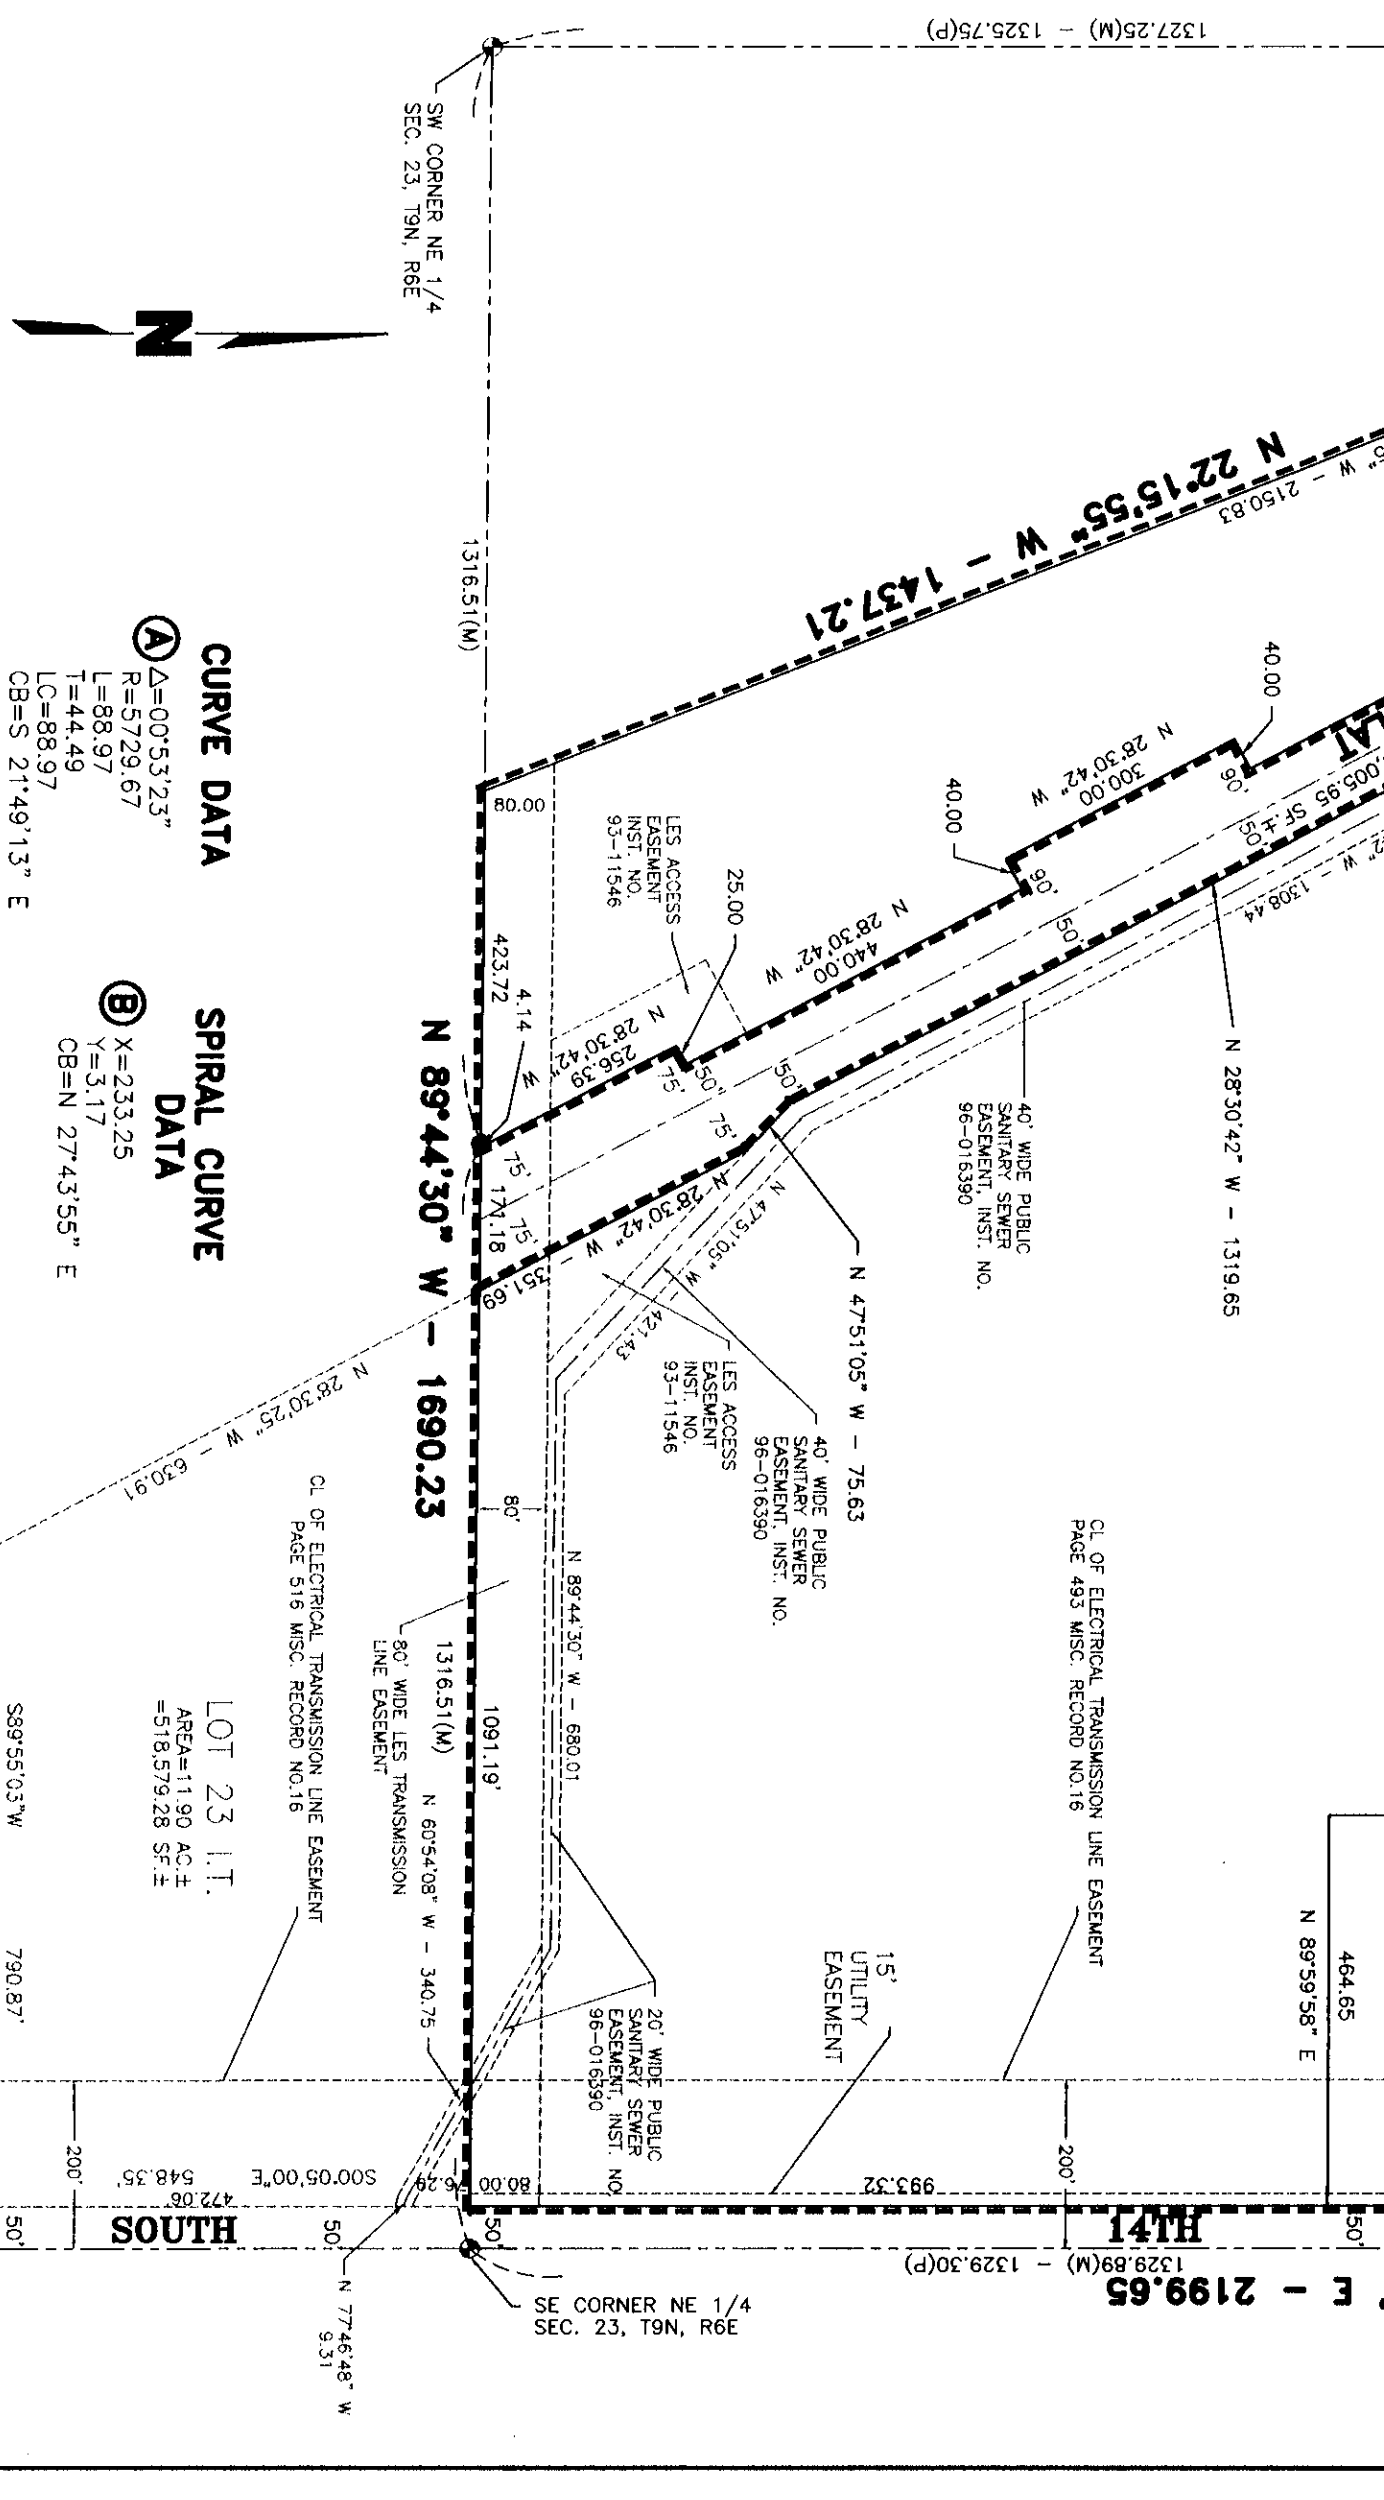 1327.25(M) - 1325.75(P)
SW CORNER NE 1/4
SEC. 23, T9N, R6E
N
1316.51(M)
N 22°15'55" W - 1437.21
5" W - 2150.83
CURVE DATA
A
Δ=00°53'23"
R=5729.67
L=88.97
T=44.49
LC=88.97
CB=S 21°49'13" E
SPIRAL CURVE
DATA
B
X=233.25
Y=3.17
CB=N 27°43'55" E
40.00
90'
N 28°30'42" W
300.00
40.00
90'
LAT
,005.95 SF.±
50'
2" W - 1308.44
N 28°30'42" W - 1319.65
50'
N 28°30'42" W
440.00
25.00
50'
75'
LES ACCESS
EASEMENT
INST. NO.
93-11546
80.00
423.72
4.14
N 28°30'42" W
256.39
50'
75'
75'
171.18
75'
N 28°30'42" W - 351.69
N 89°44'30" W - 1690.23
40' WIDE PUBLIC
SANITARY SEWER
EASEMENT, INST. NO.
96-016390
N 47°51'05" W - 75.63
N 47°51'05" W - 421.43
LES ACCESS
EASEMENT
INST. NO.
93-11546
40' WIDE PUBLIC
SANITARY SEWER
EASEMENT, INST. NO.
96-016390
N 28°30'25" W - 630.91
80'
N 89°44'30" W - 680.01
CL OF ELECTRICAL TRANSMISSION LINE EASEMENT
PAGE 516 MISC. RECORD NO.16
CL OF ELECTRICAL TRANSMISSION LINE EASEMENT
PAGE 493 MISC. RECORD NO.16
80' WIDE LES TRANSMISSION
LINE EASEMENT
1316.51(M)
1091.19'
N 60°54'08" W - 340.75
LOT 23 I.T.
AREA=11.90 AC.±
=518,579.28 SF.±
S89°55'03"W
790.87'
464.65
N 89°59'58" E
15'
UTILITY
EASEMENT
20' WIDE PUBLIC
SANITARY SEWER
EASEMENT, INST. NO.
96-016390
200'
200'
472.06
548.35'
S00°05'00"E
80.00
993.32
50'
SOUTH
50'
50'
14TH
50'
1329.89(M) - 1329.30(P)
E - 2199.65
N 77°46'48" W
9.31
SE CORNER NE 1/4
SEC. 23, T9N, R6E